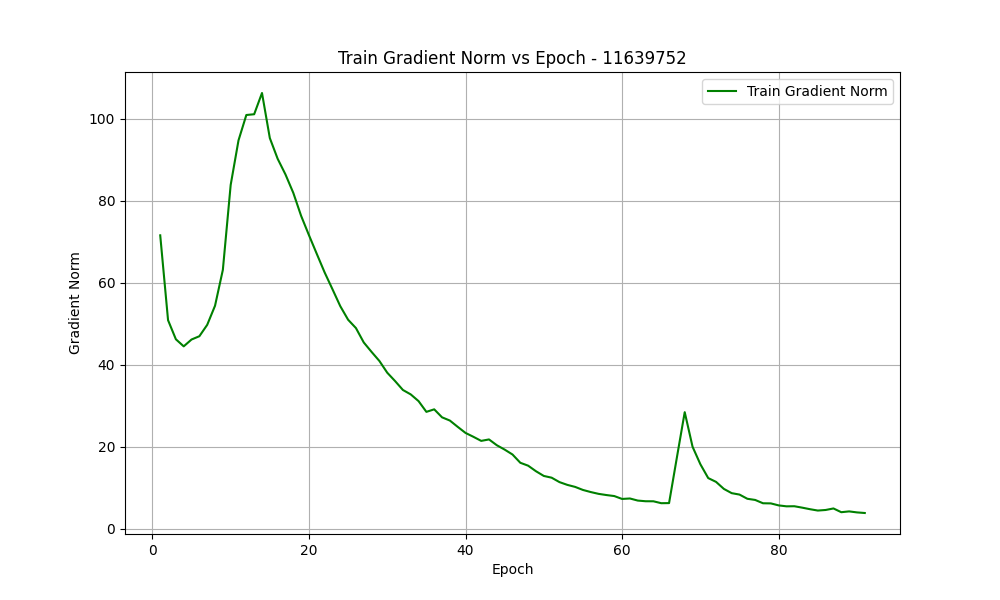 Train Gradient Norm vs Epoch - 11639752
Train Gradient Norm
100
80
60
40
20
0
Gradient Norm
0 20 40 60 80
Epoch